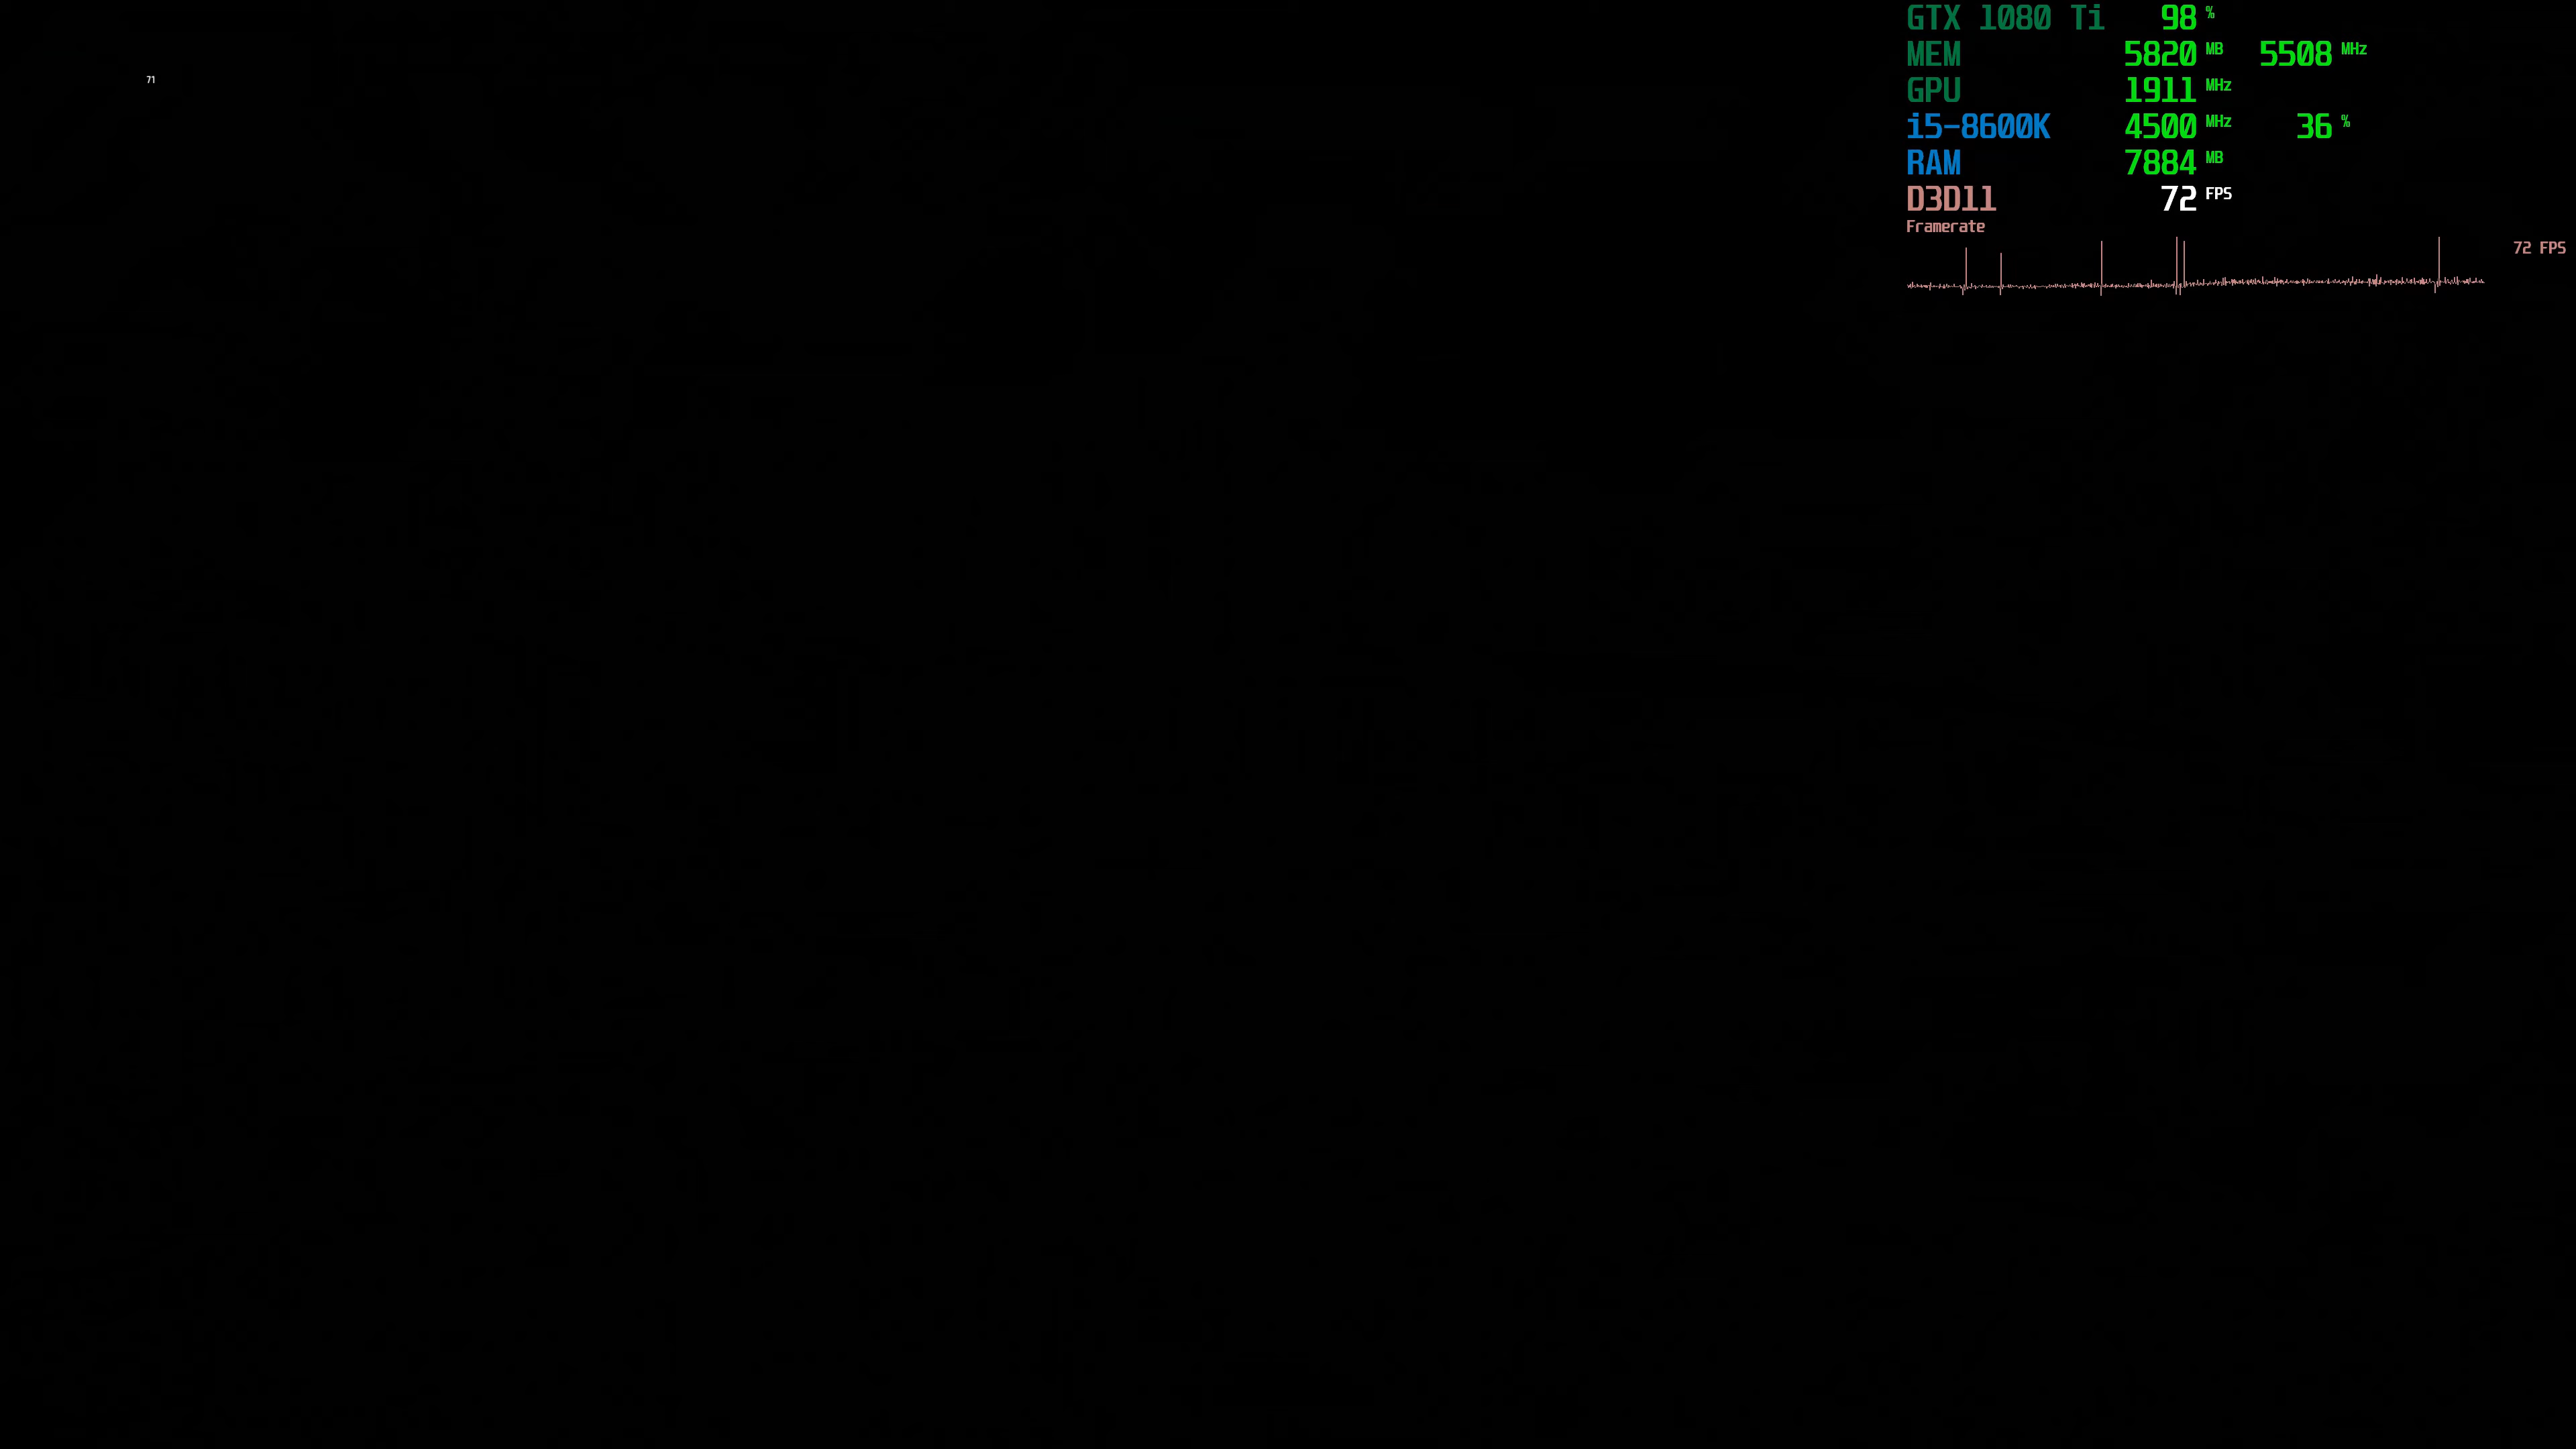 GTX 1080 Ti 98 %
MEM 5820 MB 5508 MHz
71
GPU 1911 MHz
i5-8600K 4500 MHz 36 %
RAM 7884 MB
D3D11 72 FPS
Framerate
72 FPS